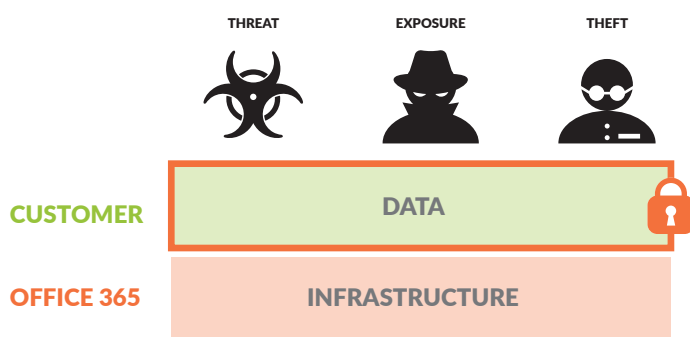 THREAT EXPOSURE THEFT
CUSTOMER DATA
OFFICE 365 INFRASTRUCTURE